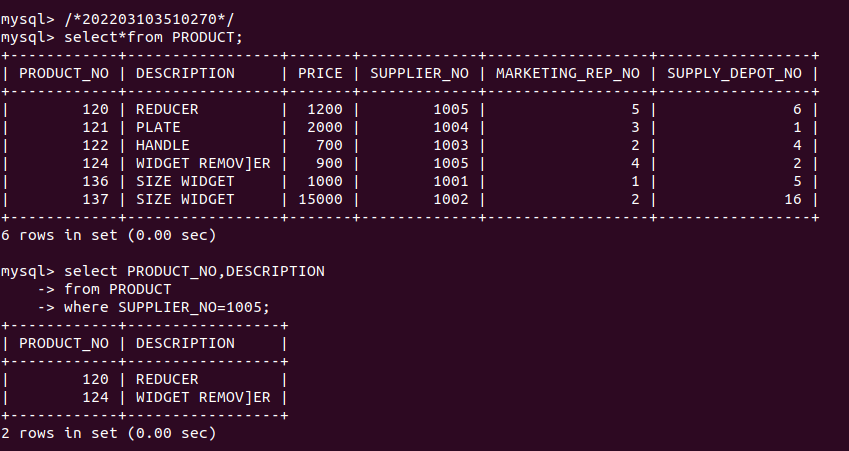 mysql> /*202203103510270*/
mysql> select*from PRODUCT;
+------------+-----------------+-------+-------------+------------------+-----------------+
| PRODUCT_NO | DESCRIPTION     | PRICE | SUPPLIER_NO | MARKETING_REP_NO | SUPPLY_DEPOT_NO |
+------------+-----------------+-------+-------------+------------------+-----------------+
|        120 | REDUCER         |  1200 |        1005 |                5 |               6 |
|        121 | PLATE           |  2000 |        1004 |                3 |               1 |
|        122 | HANDLE          |   700 |        1003 |                2 |               4 |
|        124 | WIDGET REMOV]ER |   900 |        1005 |                4 |               2 |
|        136 | SIZE WIDGET     |  1000 |        1001 |                1 |               5 |
|        137 | SIZE WIDGET     | 15000 |        1002 |                2 |              16 |
+------------+-----------------+-------+-------------+------------------+-----------------+
6 rows in set (0.00 sec)
mysql> select PRODUCT_NO,DESCRIPTION
    -> from PRODUCT
    -> where SUPPLIER_NO=1005;
+------------+-----------------+
| PRODUCT_NO | DESCRIPTION     |
+------------+-----------------+
|        120 | REDUCER         |
|        124 | WIDGET REMOV]ER |
+------------+-----------------+
2 rows in set (0.00 sec)